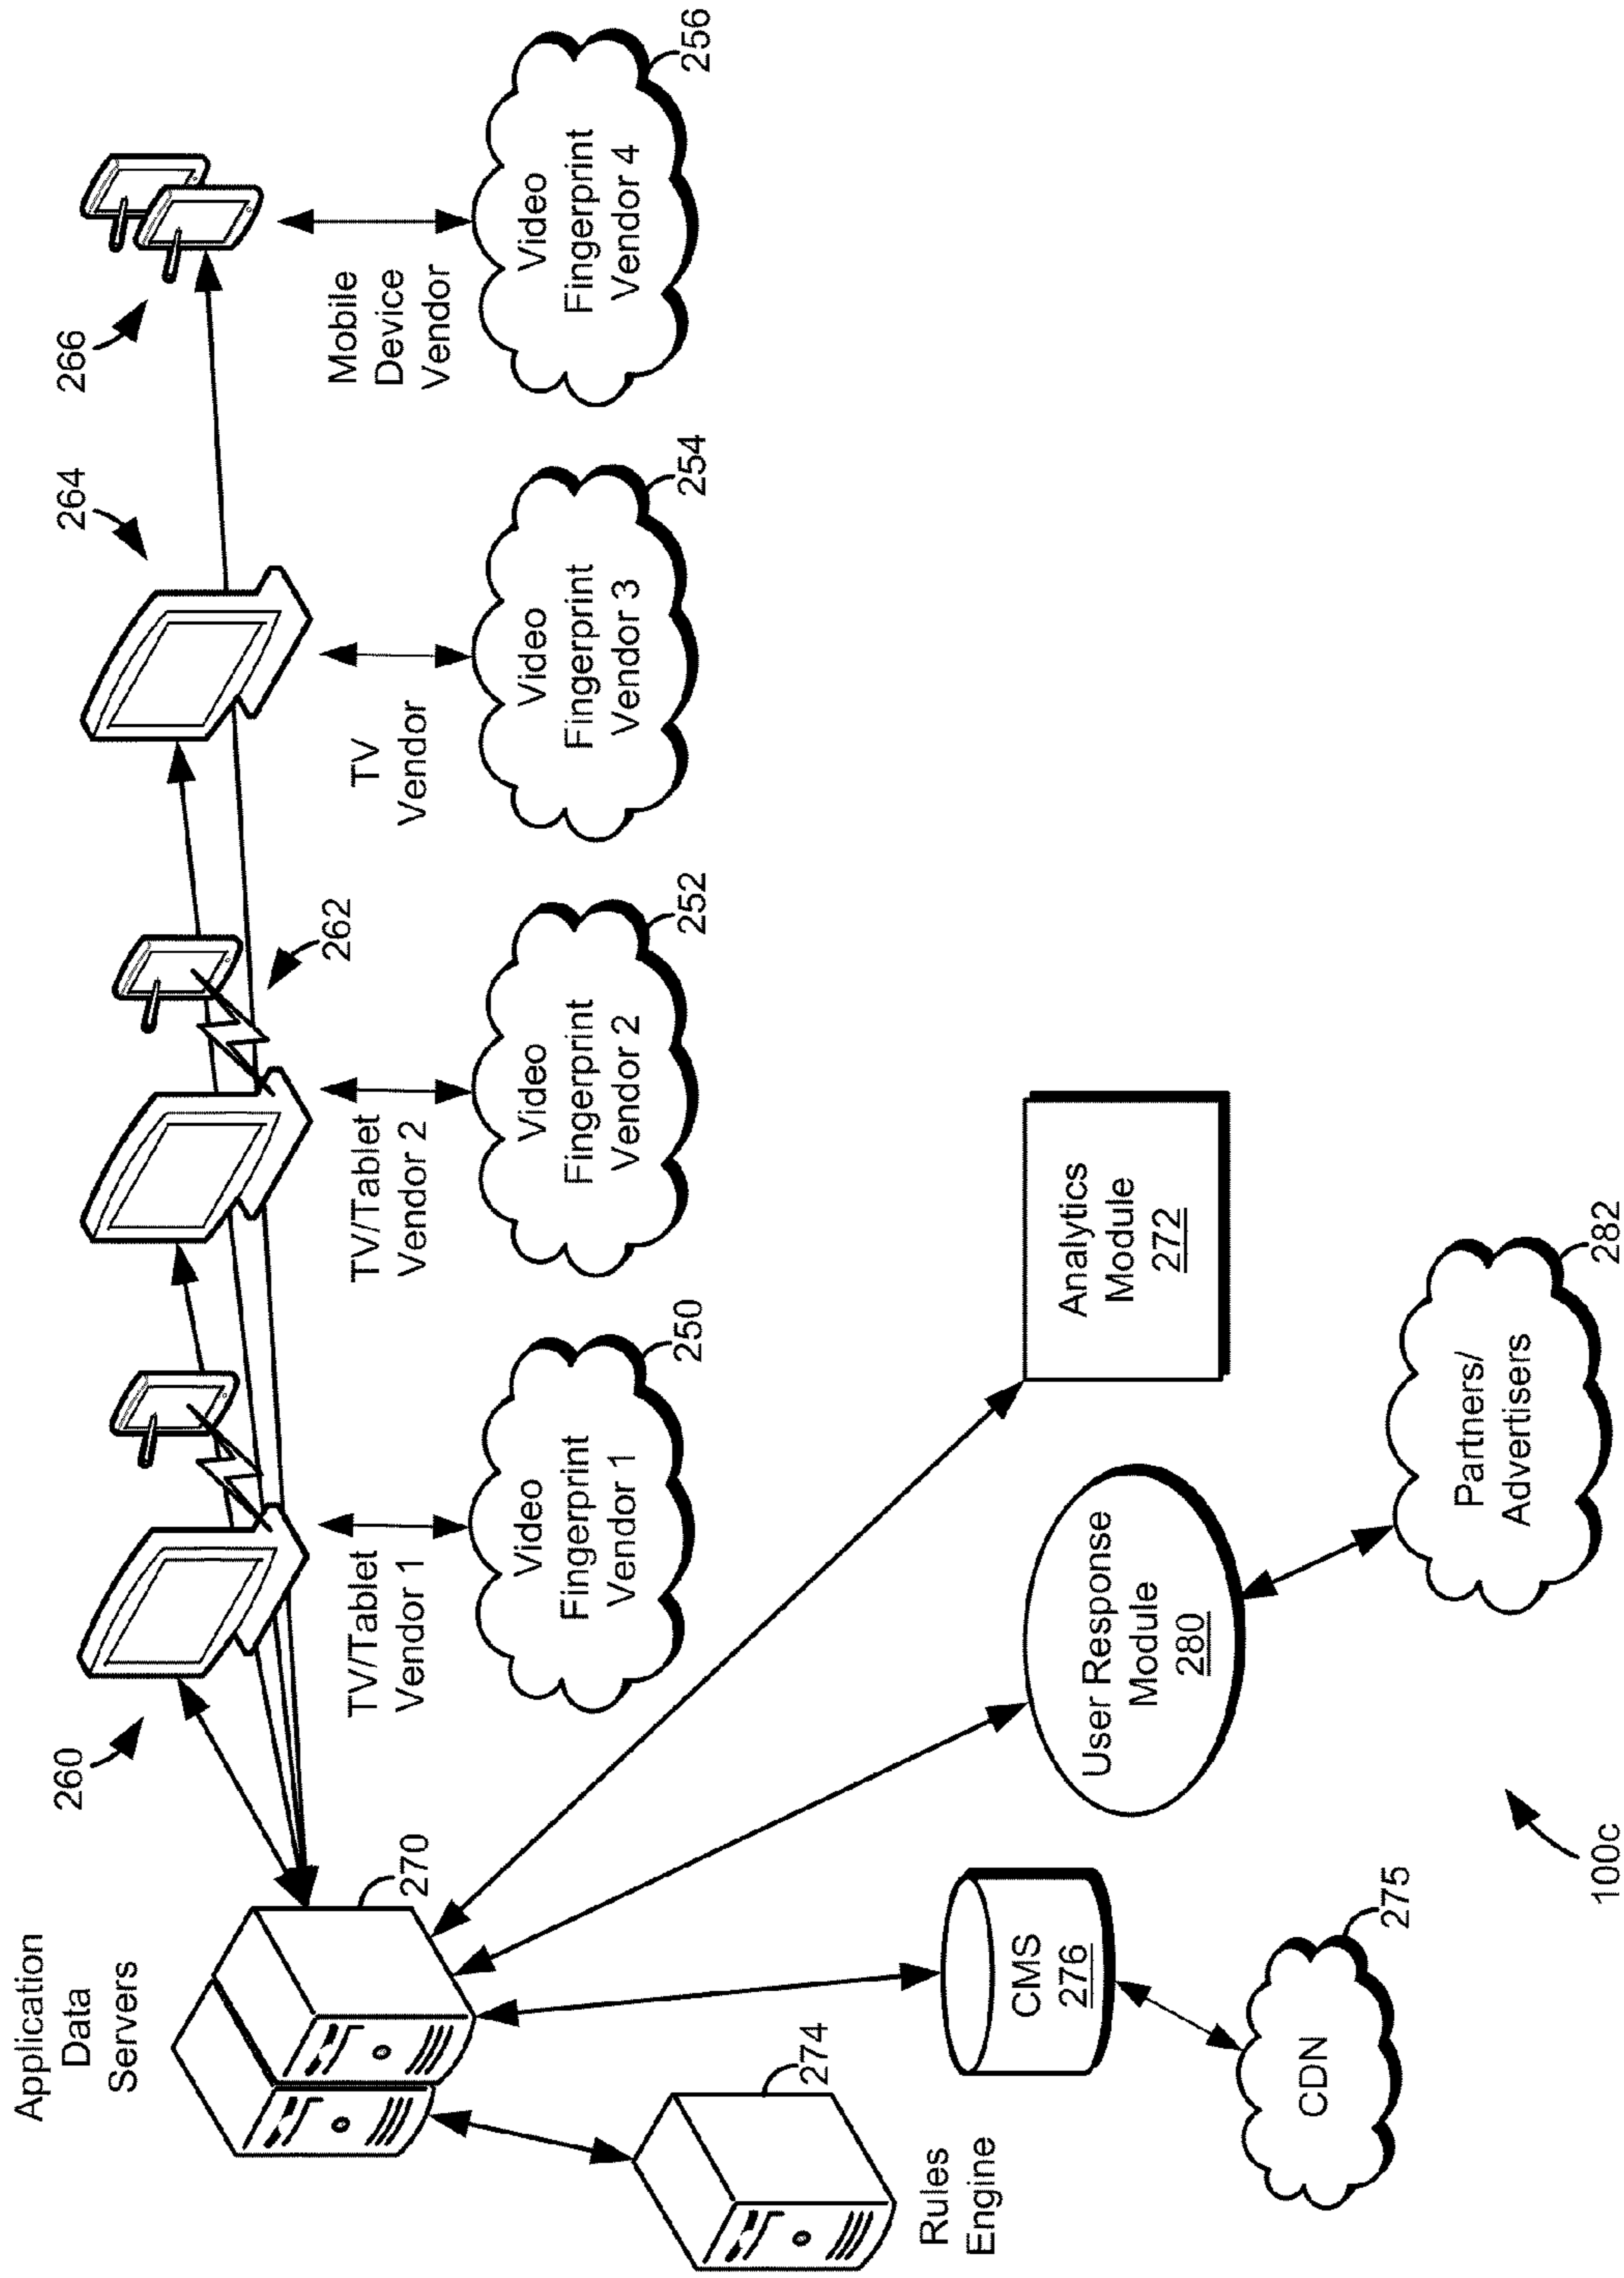 Application
Data
Servers
270
260
264
266
262
TV/Tablet
Vendor 1
TV/Tablet
Vendor 2
TV
Vendor
Mobile
Device
Vendor
Video
Fingerprint
Vendor 1
250
Video
Fingerprint
Vendor 2
252
Video
Fingerprint
Vendor 3
254
Video
Fingerprint
Vendor 4
256
274
Rules
Engine
CMS
276
CDN
275
User Response
Module
280
Analytics
Module
272
Partners/
Advertisers
282
100c